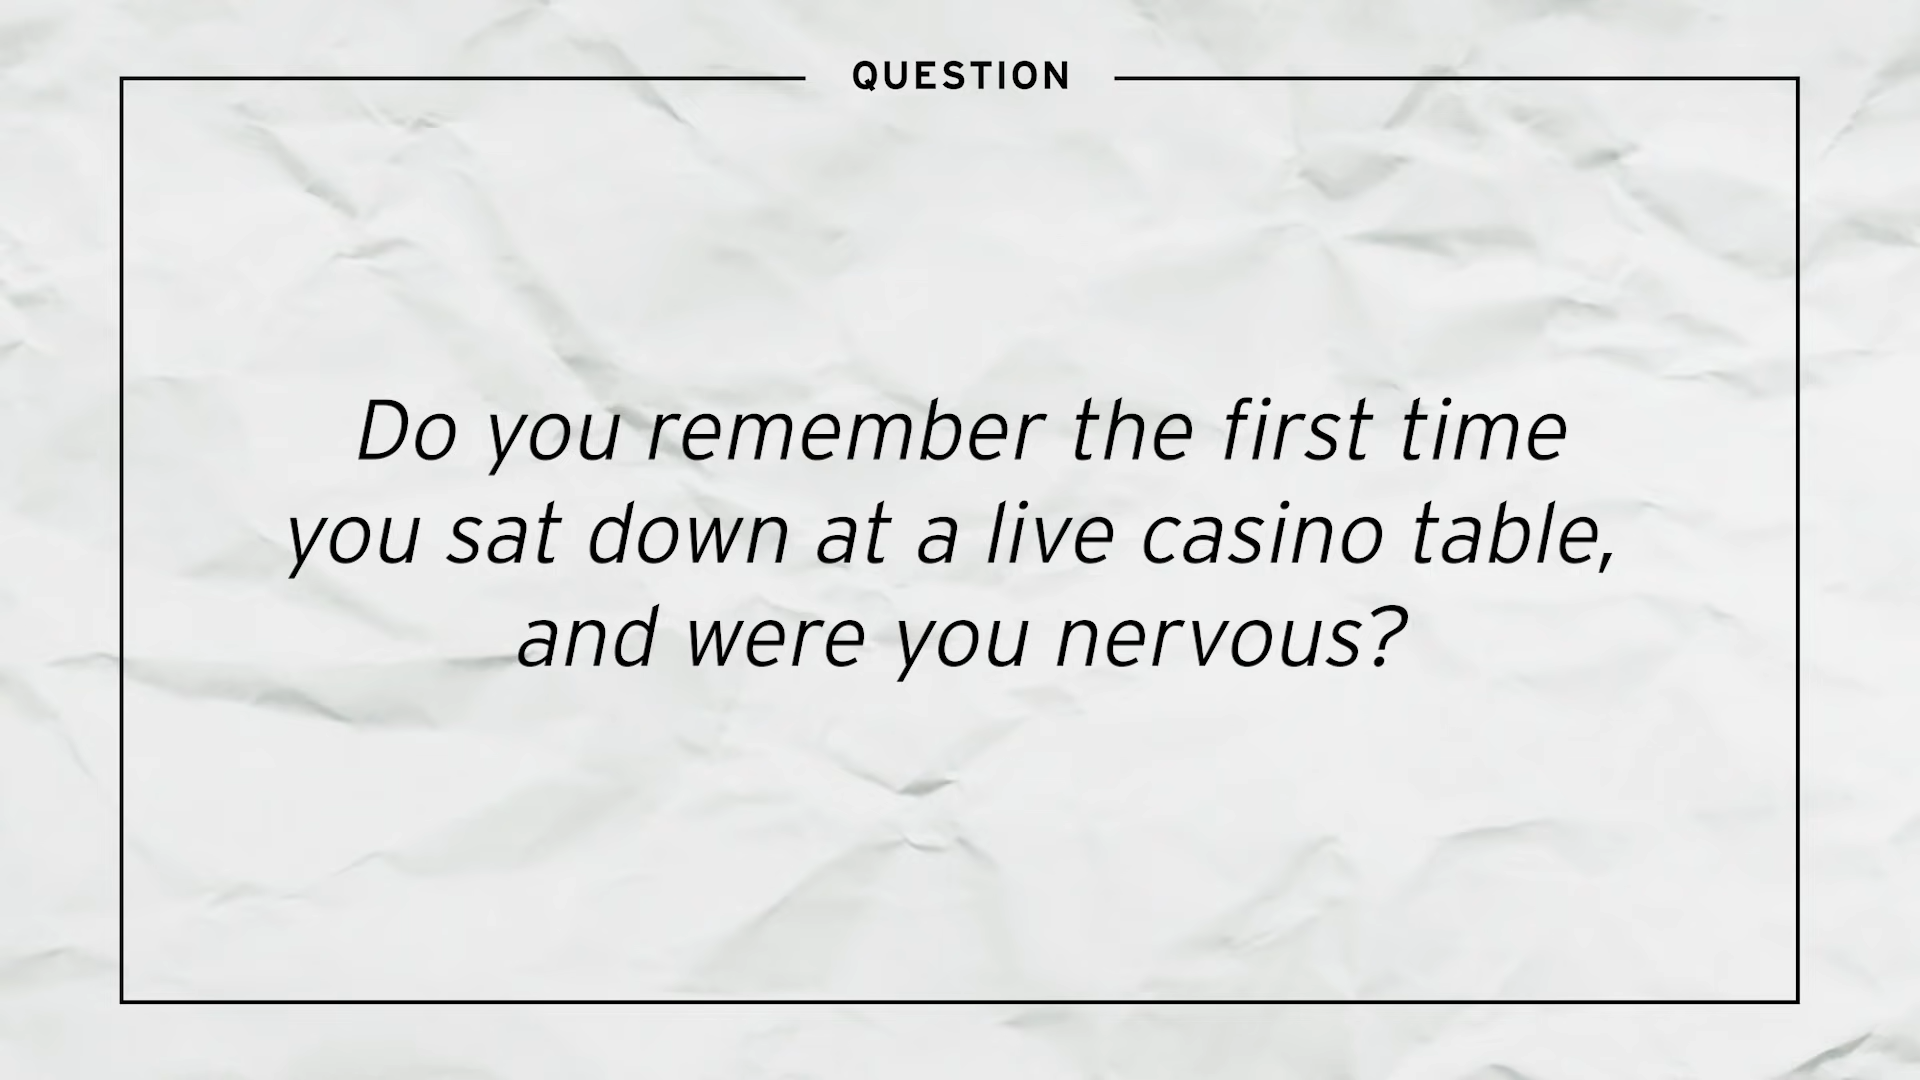 QUESTION
Do you remember the first time
you sat down at a live casino table,
and were you nervous?